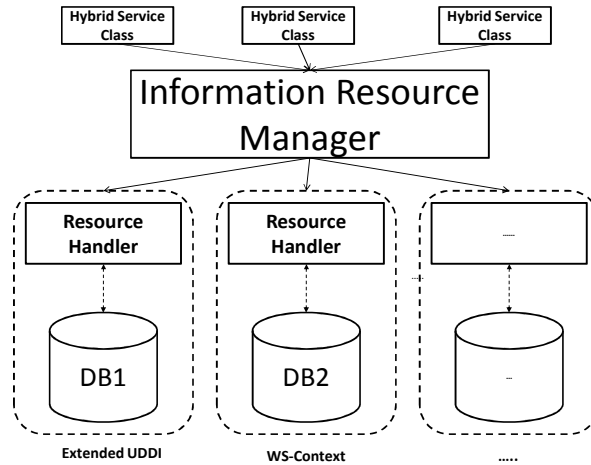 Hybrid Service
Class
Hybrid Service
Class
Hybrid Service
Class
Information Resource
Manager
Resource
Handler
Resource
Handler
......
.....
DB1
DB2
...
Extended UDDI
WS-Context
.....